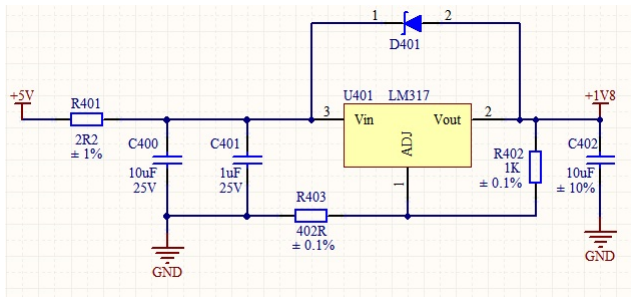 1
2
D401
+5V
R401
2R2
± 1%
C400
10uF
25V
C401
1uF
25V
U401 LM317
3
Vin
Vout
2
ADJ
1
R403
402R
± 0.1%
R402
1K
± 0.1%
+1V8
C402
10uF
± 10%
GND
GND